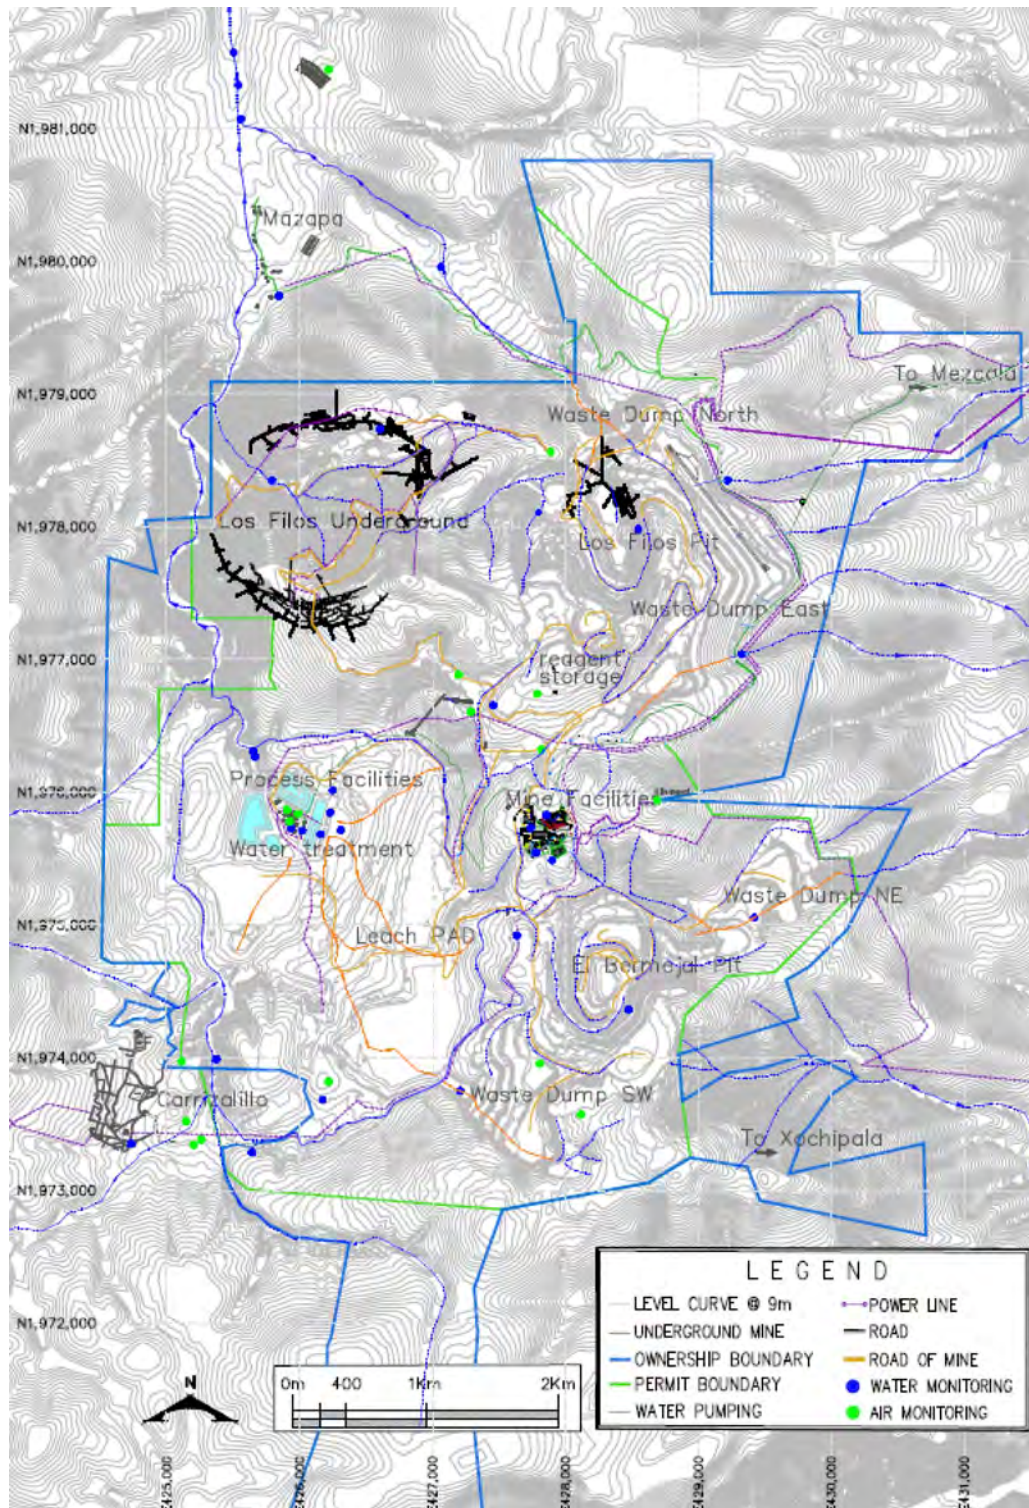 N1,981,000
Mazapa
N1,980,000
N1,979,000
To Mezcala
Waste Dump North
N1,978,000
Los Filos Underground
Los Filos Pit
Waste Dump East
N1,977,000
reagent
storage
Process Facilities
N1,976,000
Mine Facilities
Water treatment
Waste Dump NE
N1,975,000
Leach PAD
El Bermejal Pit
N1,974,000
Carrizalillo
Waste Dump SW
To Xochipala
N1,973,000
N1,972,000
LEGEND
LEVEL CURVE @ 9m
UNDERGROUND MINE
OWNERSHIP BOUNDARY
PERMIT BOUNDARY
WATER PUMPING
POWER LINE
ROAD
ROAD OF MINE
WATER MONITORING
AIR MONITORING
N
0m 400 1Km 2Km
E425,000
E426,000
E427,000
E428,000
E429,000
E430,000
E431,000